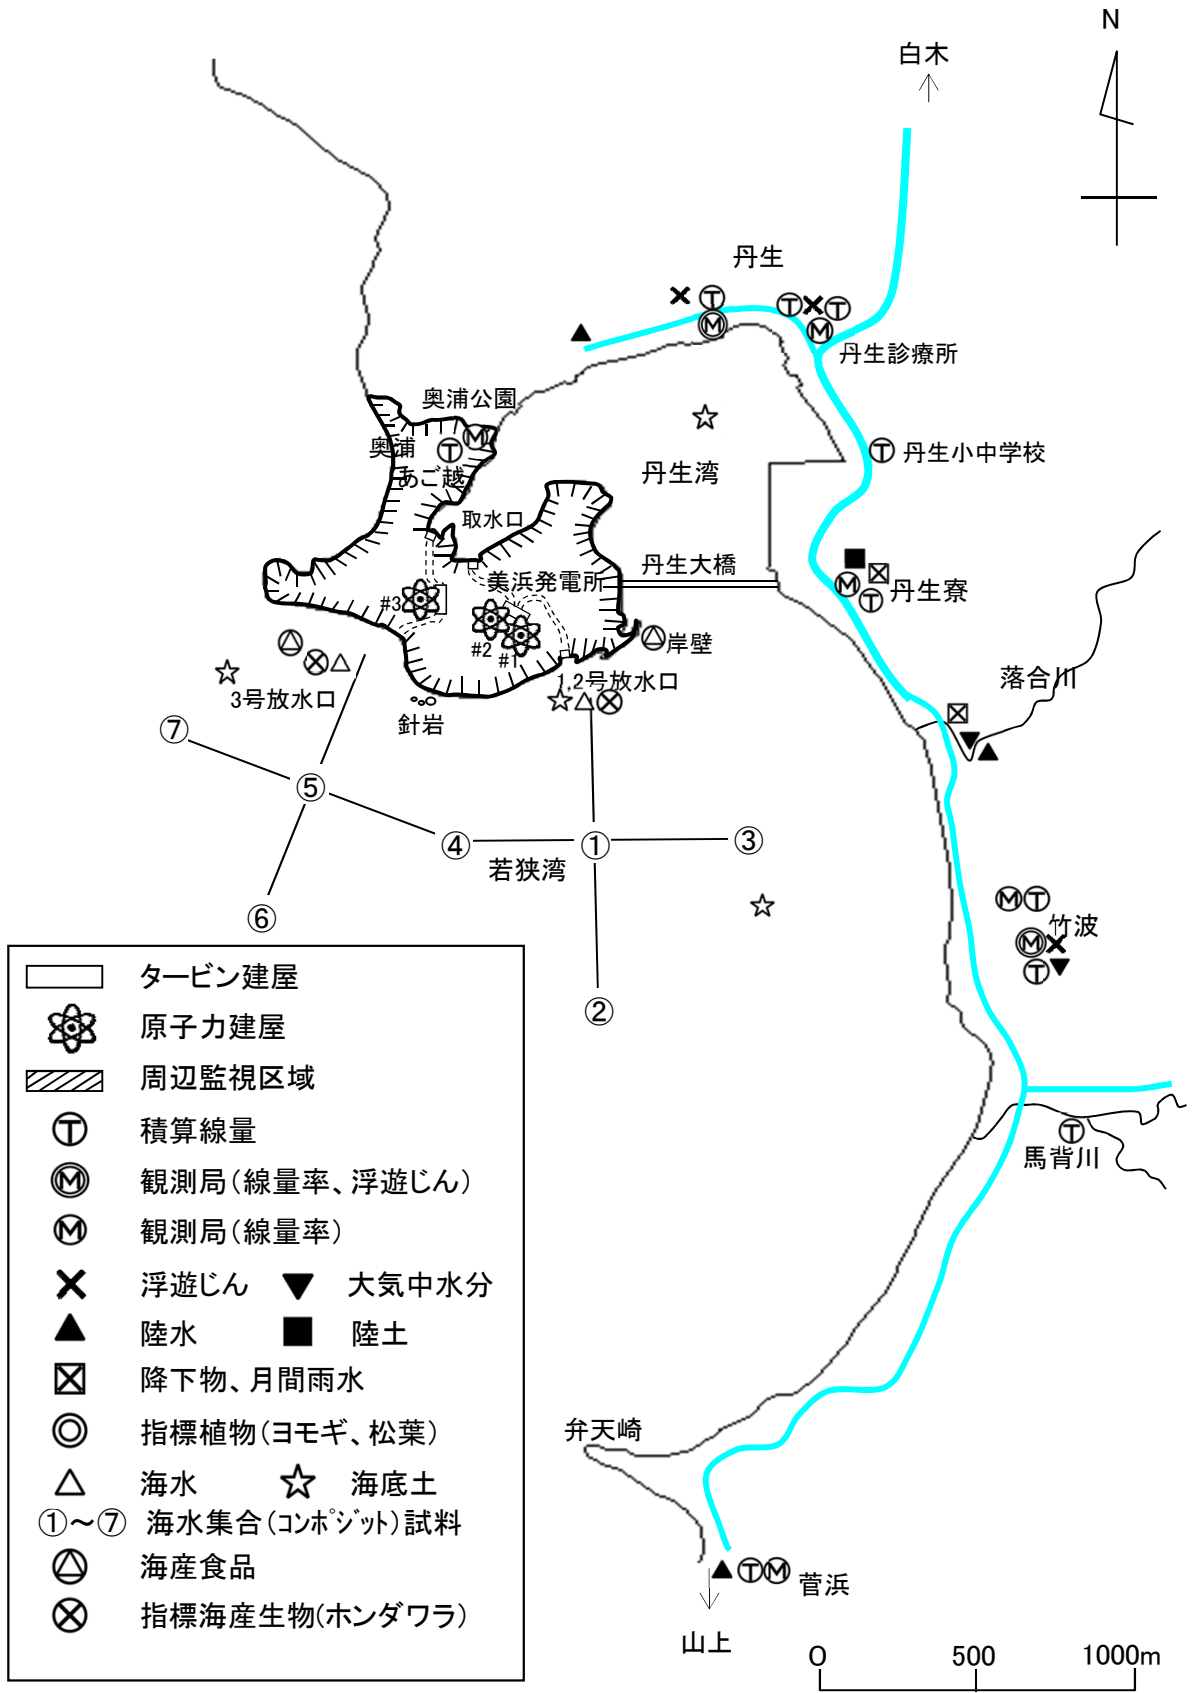 N
白木
丹生
丹生診療所
奥浦公園
奥浦
あご越
丹生湾
丹生小中学校
取水口
美浜発電所
丹生大橋
丹生寮
#3
#2
#1
岸壁
落合川
3号放水口
1,2号放水口
針岩
⑦
⑤
④
①
③
若狭湾
⑥
②
竹波
馬背川
タービン建屋
原子力建屋
周辺監視区域
T 積算線量
M 観測局(線量率、浮遊じん)
M 観測局(線量率)
浮遊じん 大気中水分
陸水 陸土
降下物、月間雨水
指標植物(ヨモギ、松葉)
海水 海底土
①～⑦ 海水集合(ｺﾝﾎﾟｼﾞｯﾄ)試料
海産食品
指標海産生物(ホンダワラ)
弁天崎
菅浜
山上
0 500 1000m